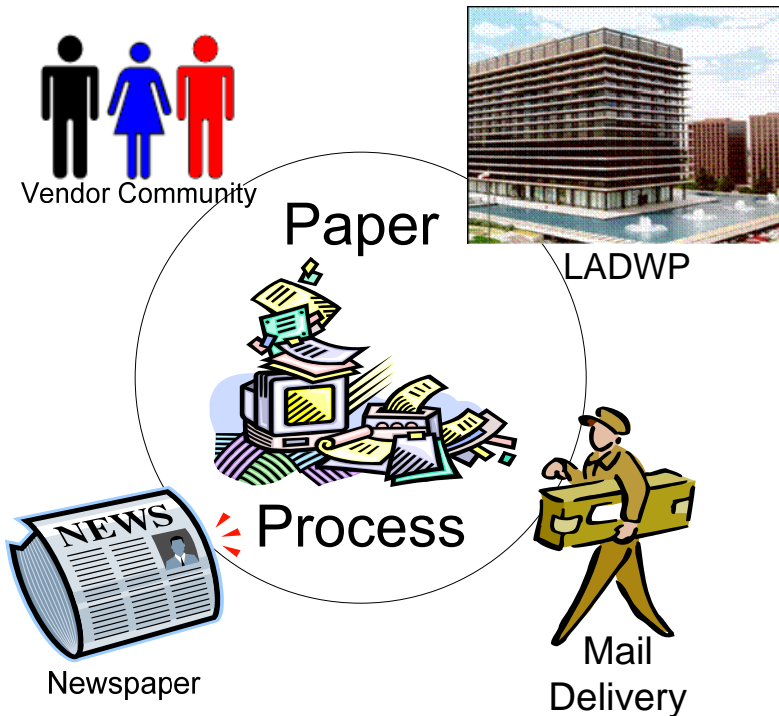 Vendor Community
LADWP
Paper
Process
NEWS
Newspaper
Mail
Delivery